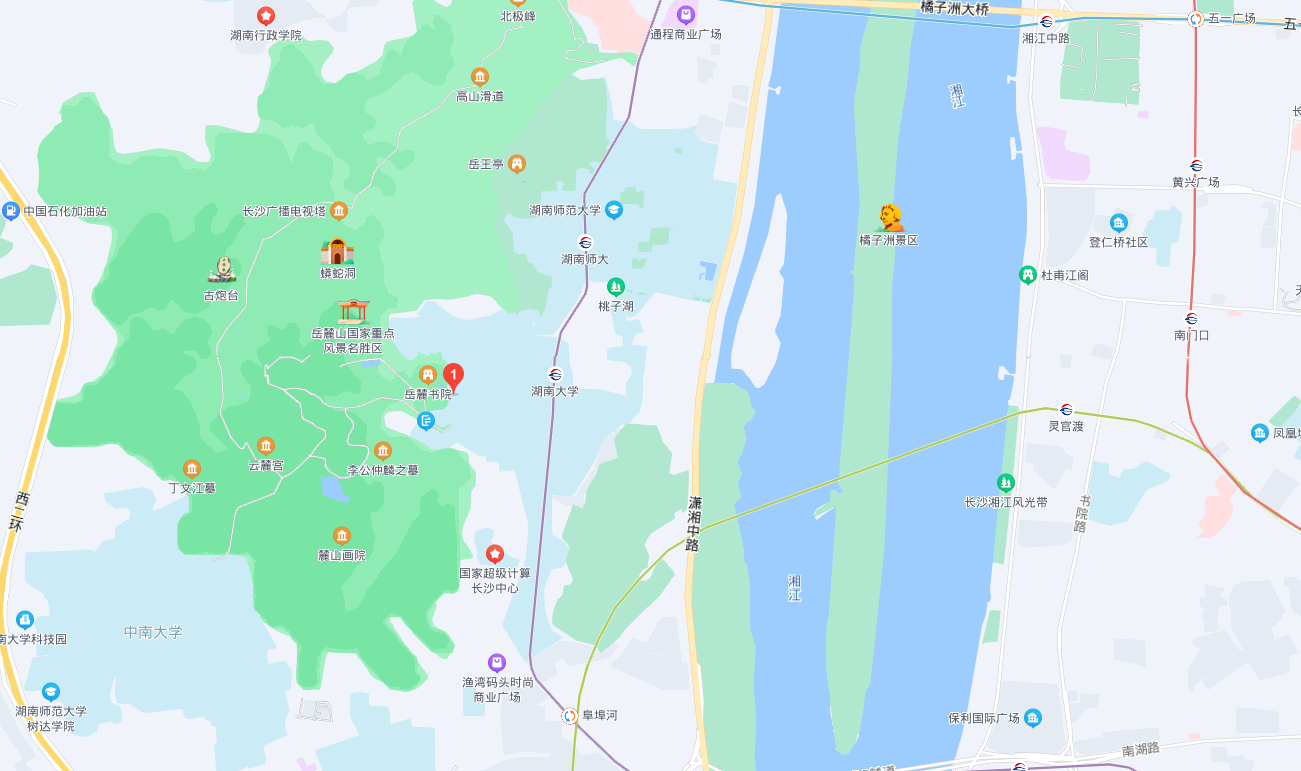 北极峰
湖南行政学院
通程商业广场
橘子洲大桥
湘江中路
五一广场
五一
高山滑道
湘江
岳王亭
黄兴广场
中国石化加油站
长沙广播电视塔
湖南师范大学
橘子洲景区
登仁桥社区
蟒蛇洞
湖南师大
古炮台
桃子湖
杜甫江阁
岳麓山国家重点
风景名胜区
南门口
1
岳麓书院
湖南大学
灵官渡
凤凰
云麓宫
李公仲麟之墓
丁文江墓
西二环
潇湘中路
长沙湘江风光带
书院路
麓山画院
国家超级计算
长沙中心
湘江
中南大学
南大学科技园
渔湾码头时尚
商业广场
湖南师范大学
树达学院
阜埠河
保利国际广场
南湖路